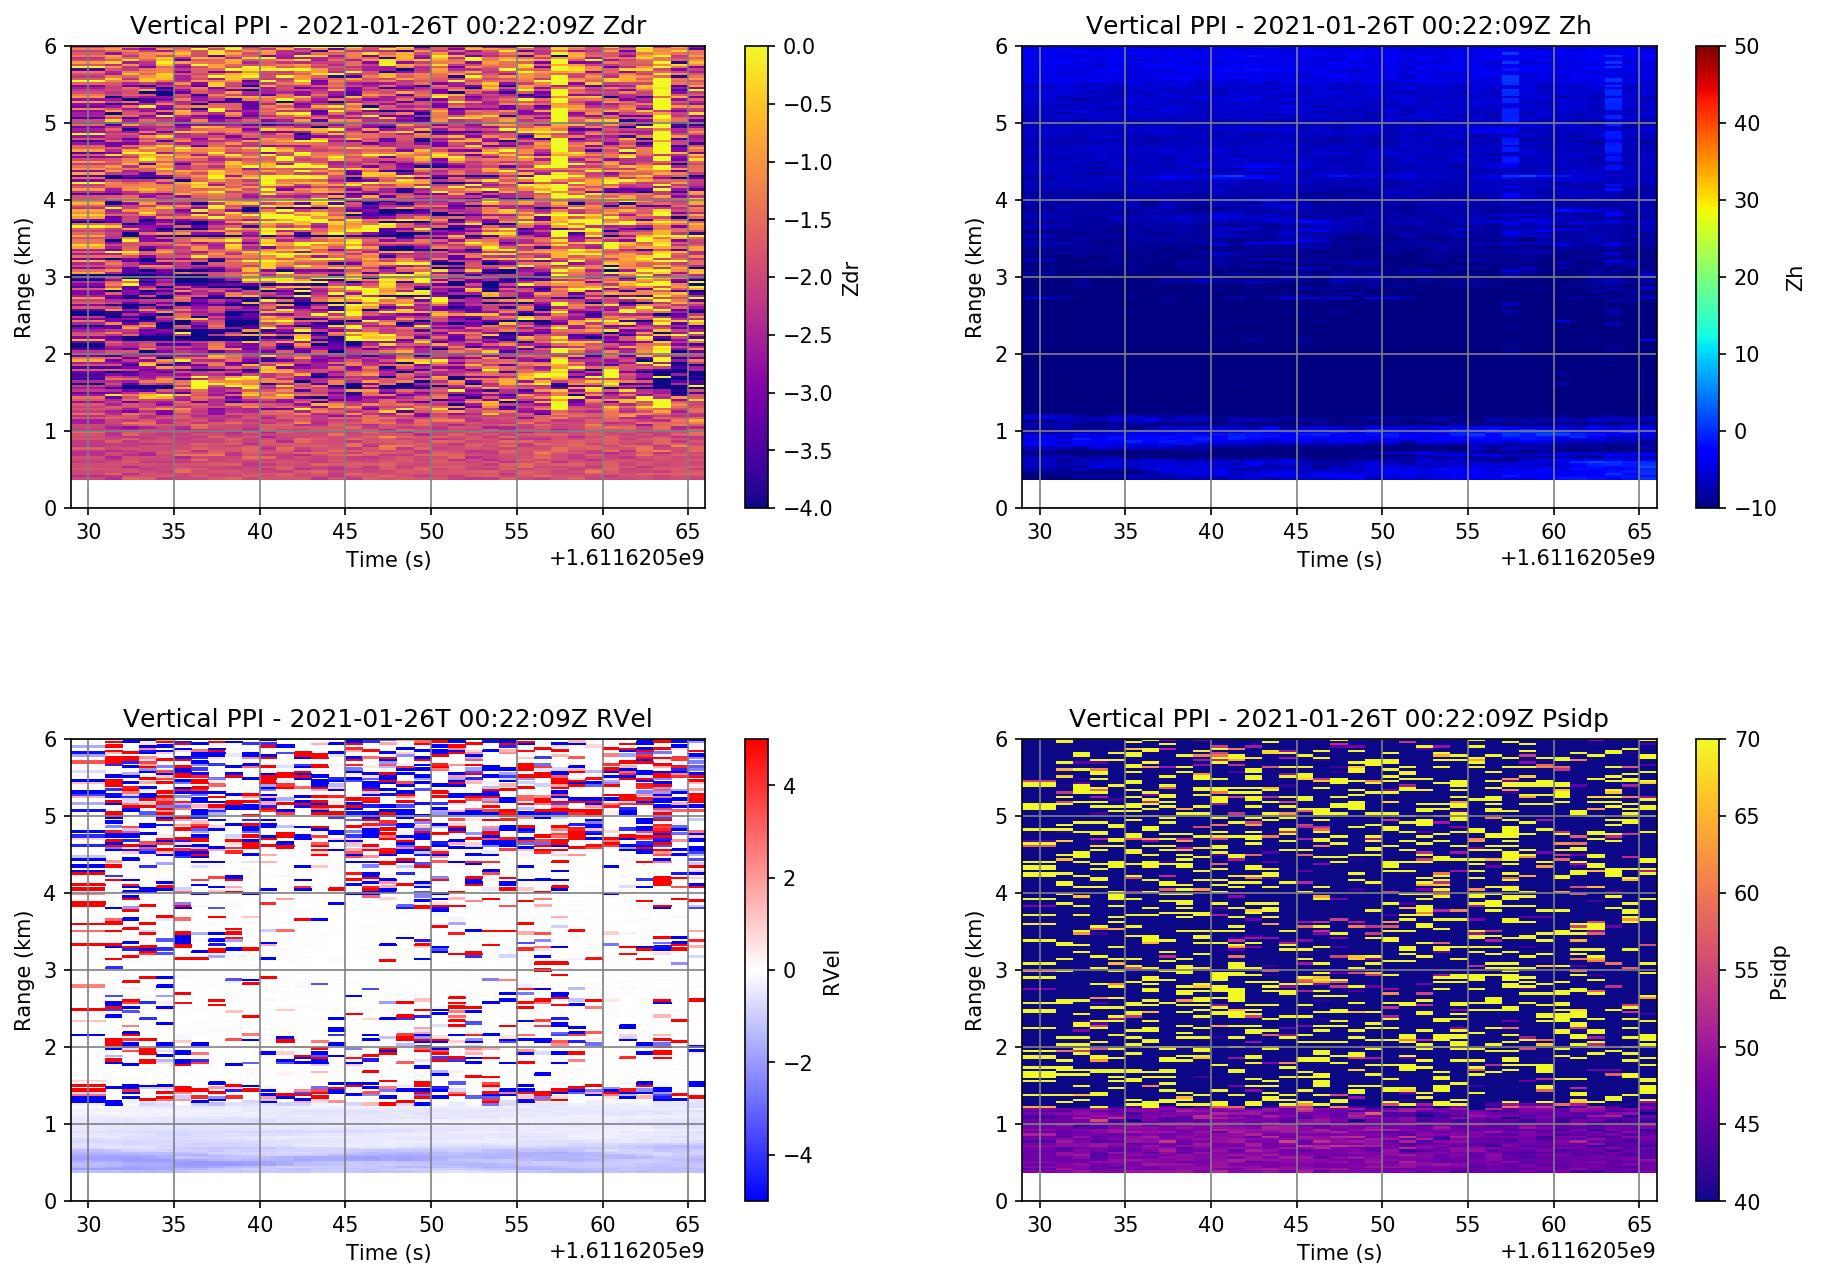 Vertical PPI - 2021-01-26T 00:22:09Z Zdr
6
5
4
3
2
1
0
Range (km)
30 35 40 45 50 55 60 65
Time (s)
+1.6116205e9
0.0
−0.5
−1.0
−1.5
−2.0
−2.5
−3.0
−3.5
−4.0
Zdr
Vertical PPI - 2021-01-26T 00:22:09Z Zh
6
5
4
3
2
1
0
Range (km)
30 35 40 45 50 55 60 65
Time (s)
+1.6116205e9
50
40
30
20
10
0
−10
Zh
Vertical PPI - 2021-01-26T 00:22:09Z RVel
6
5
4
3
2
1
0
Range (km)
30 35 40 45 50 55 60 65
Time (s)
+1.6116205e9
4
2
0
−2
−4
RVel
Vertical PPI - 2021-01-26T 00:22:09Z Psidp
6
5
4
3
2
1
0
Range (km)
30 35 40 45 50 55 60 65
Time (s)
+1.6116205e9
70
65
60
55
50
45
40
Psidp